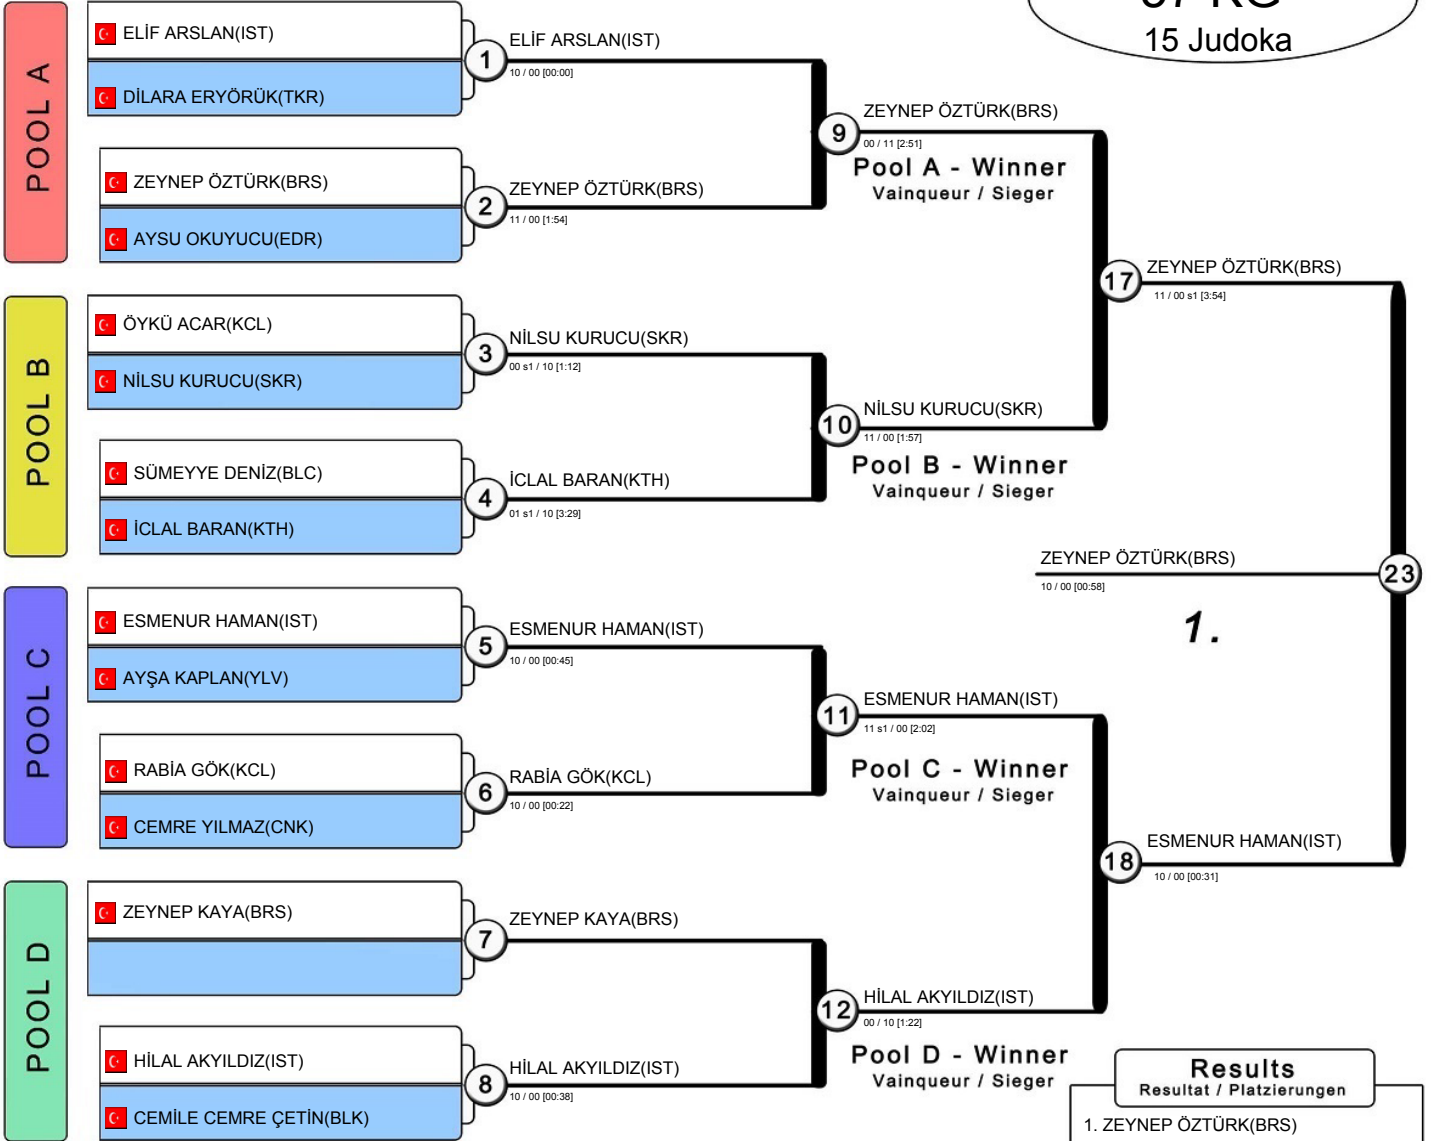 15 Judoka
POOL A
ELİF ARSLAN(IST)
DİLARA ERYÖRÜK(TKR)
1
ELİF ARSLAN(IST)
10 / 00 [00:00]
ZEYNEP ÖZTÜRK(BRS)
AYSU OKUYUCU(EDR)
2
ZEYNEP ÖZTÜRK(BRS)
11 / 00 [1:54]
9
ZEYNEP ÖZTÜRK(BRS)
00 / 11 [2:51]
Pool A - Winner
Vainqueur / Sieger
POOL B
ÖYKÜ ACAR(KCL)
NİLSU KURUCU(SKR)
3
NİLSU KURUCU(SKR)
00 s1 / 10 [1:12]
SÜMEYYE DENİZ(BLC)
İCLAL BARAN(KTH)
4
İCLAL BARAN(KTH)
01 s1 / 10 [3:29]
10
NİLSU KURUCU(SKR)
11 / 00 [1:57]
Pool B - Winner
Vainqueur / Sieger
17
ZEYNEP ÖZTÜRK(BRS)
11 / 00 s1 [3:54]
POOL C
ESMENUR HAMAN(IST)
AYŞA KAPLAN(YLV)
5
ESMENUR HAMAN(IST)
10 / 00 [00:45]
RABİA GÖK(KCL)
CEMRE YILMAZ(CNK)
6
RABİA GÖK(KCL)
10 / 00 [00:22]
11
ESMENUR HAMAN(IST)
11 s1 / 00 [2:02]
Pool C - Winner
Vainqueur / Sieger
POOL D
ZEYNEP KAYA(BRS)
7
ZEYNEP KAYA(BRS)
HİLAL AKYILDIZ(IST)
CEMİLE CEMRE ÇETİN(BLK)
8
HİLAL AKYILDIZ(IST)
10 / 00 [00:38]
12
HİLAL AKYILDIZ(IST)
00 / 10 [1:22]
Pool D - Winner
Vainqueur / Sieger
18
ESMENUR HAMAN(IST)
10 / 00 [00:31]
ZEYNEP ÖZTÜRK(BRS)
10 / 00 [00:58]
23
1.
Results
Resultat / Platzierungen
1. ZEYNEP ÖZTÜRK(BRS)